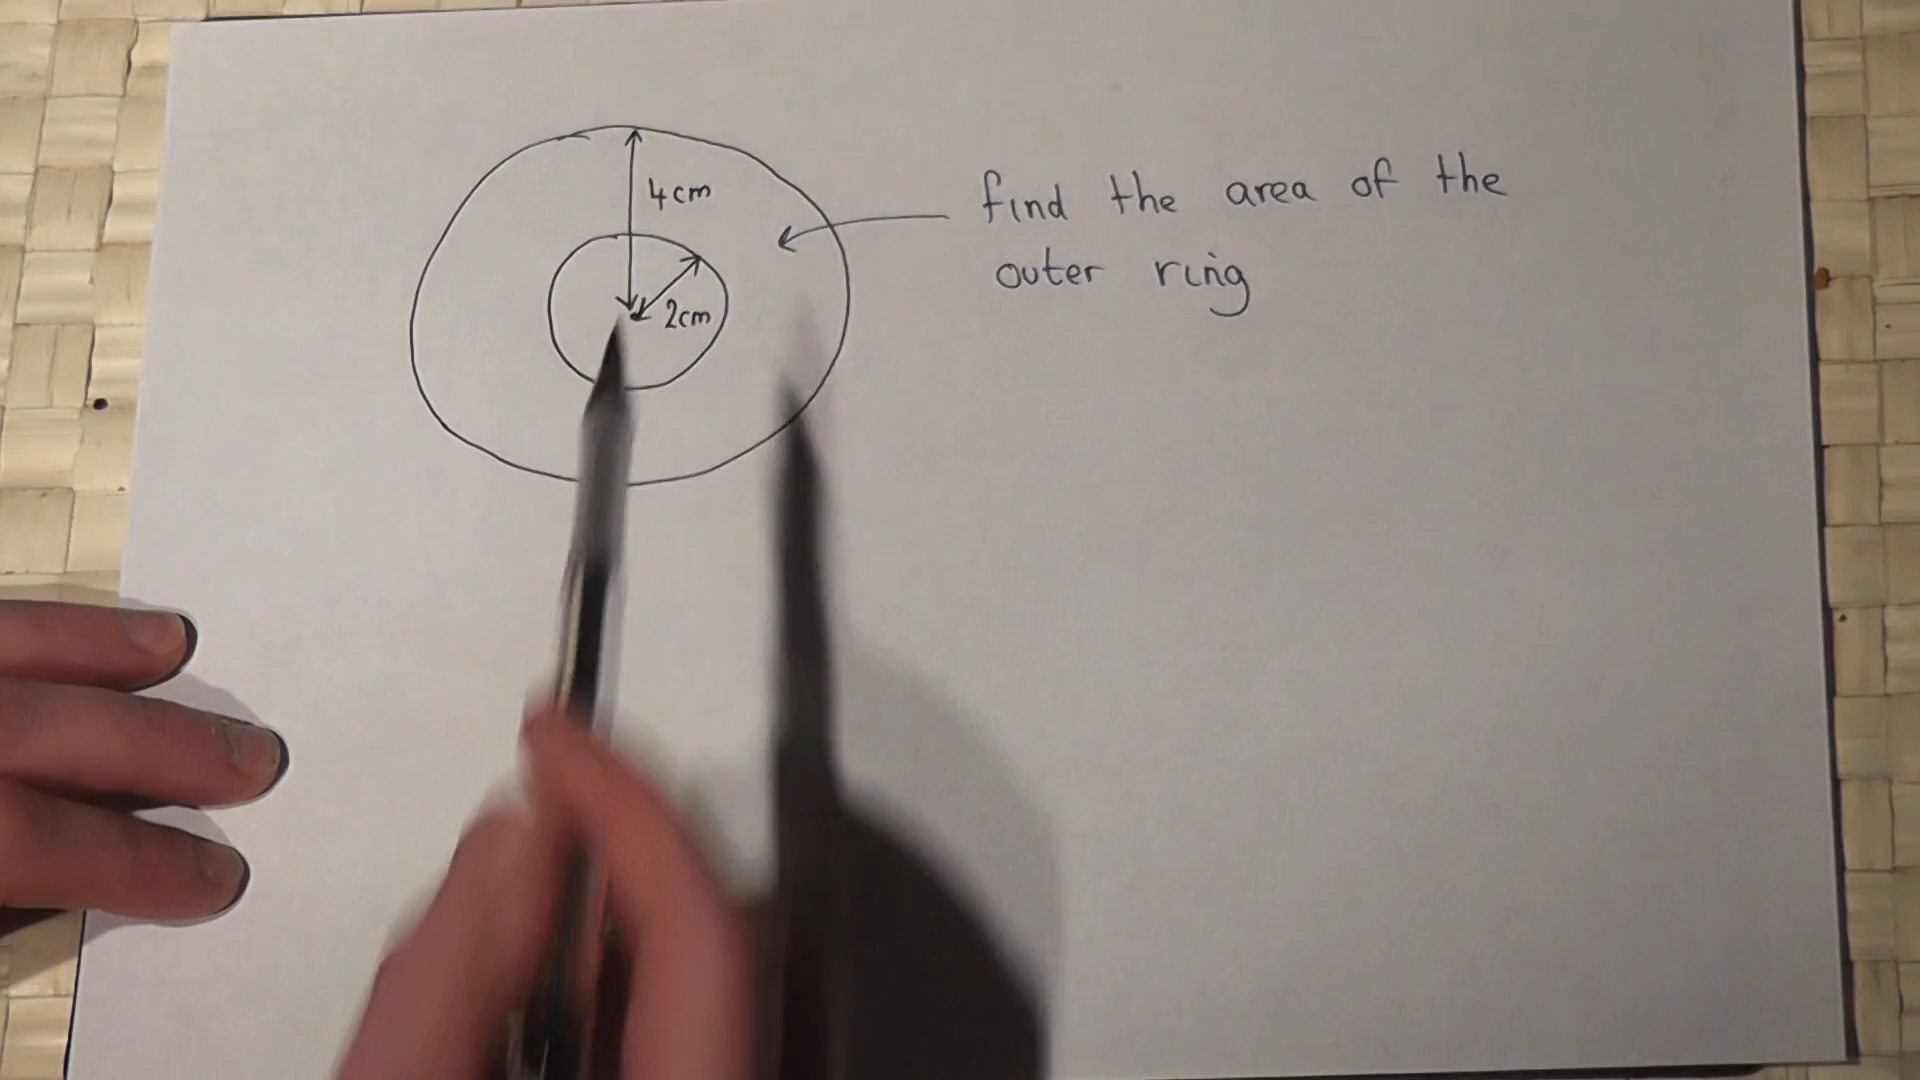 4cm
2cm
find the area of the
outer ring